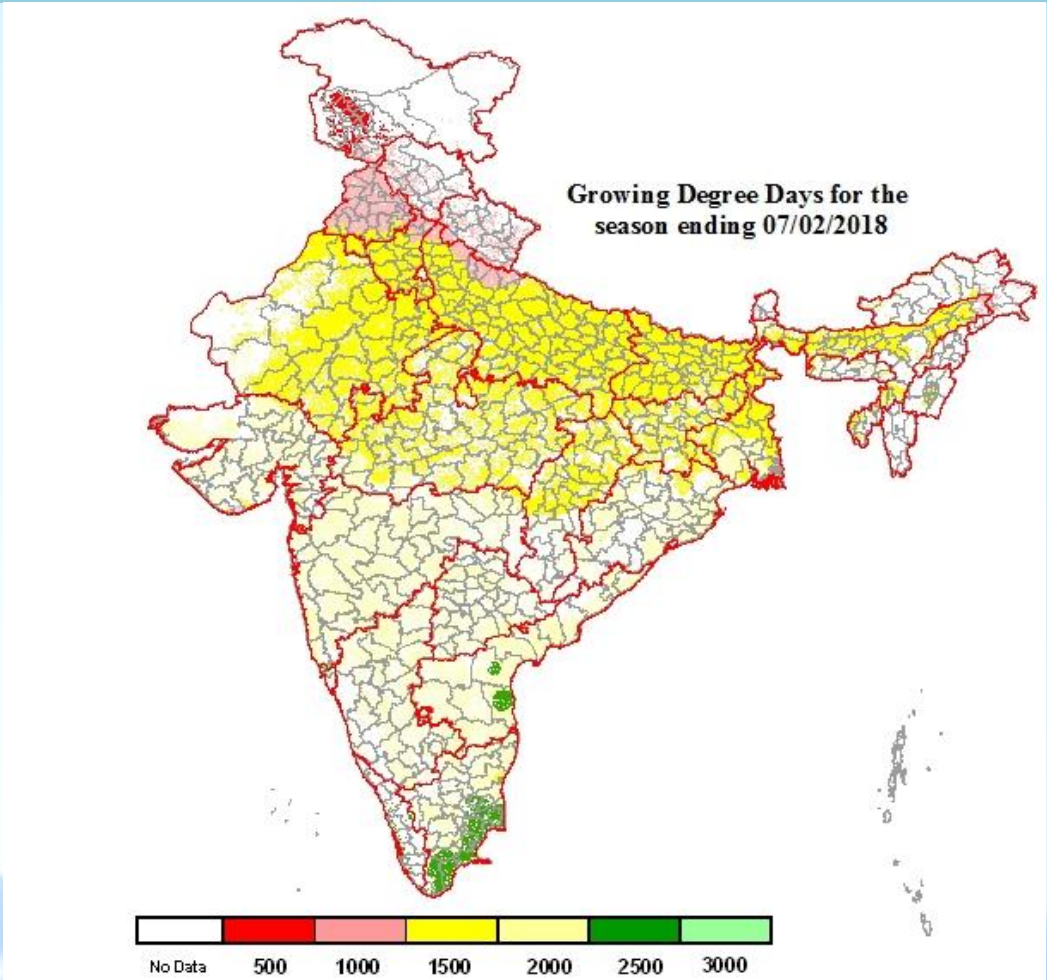 Growing Degree Days for the
season ending 07/02/2018
No Data 500 1000 1500 2000 2500 3000